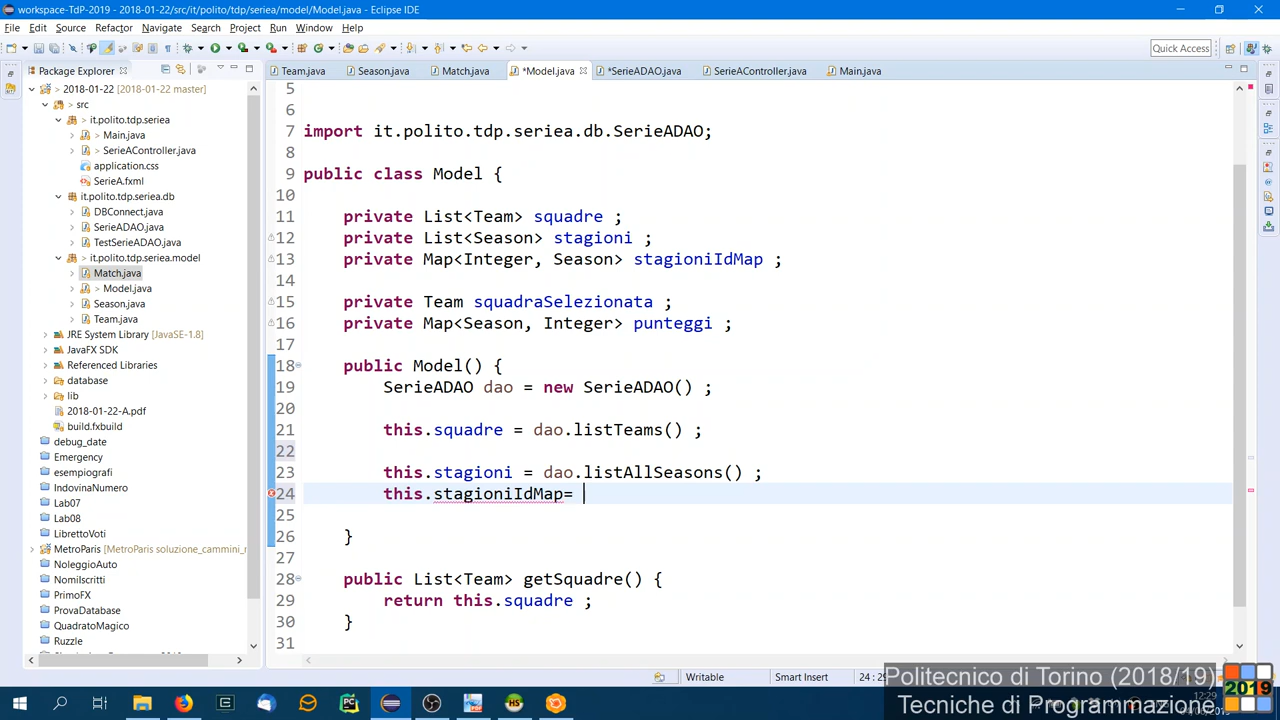 workspace-TdP-2019 - 2018-01-22/src/it/polito/tdp/seriea/model/Model.java - Eclipse IDE
File Edit Source Refactor Navigate Search Project Run Window Help
Quick Access
Package Explorer
Team.java Season.java Match.java *Model.java *SerieADAO.java SerieAController.java Main.java
2018-01-22 [2018-01-22 master]
src
it.polito.tdp.seriea
> Main.java
> SerieAController.java
application.css
SerieA.fxml
it.polito.tdp.seriea.db
DBConnect.java
SerieADAO.java
TestSerieADAO.java
it.polito.tdp.seriea.model
Match.java
> Model.java
Season.java
Team.java
JRE System Library [JavaSE-1.8]
JavaFX SDK
Referenced Libraries
database
lib
2018-01-22-A.pdf
build.fxbuild
debug_date
Emergency
esempiografi
IndovinaNumero
Lab07
Lab08
LibrettoVoti
MetroParis [MetroParis soluzione_cammini_
NoleggioAuto
NomiIscritti
PrimoFX
ProvaDatabase
QuadratoMagico
Ruzzle
5
6
7 import it.polito.tdp.seriea.db.SerieADAO;
8
9 public class Model {
10
11 private List<Team> squadre ;
12 private List<Season> stagioni ;
13 private Map<Integer, Season> stagioniIdMap ;
14
15 private Team squadraSelezionata ;
16 private Map<Season, Integer> punteggi ;
17
18 public Model() {
19 SerieADAO dao = new SerieADAO() ;
20
21 this.squadre = dao.listTeams() ;
22
23 this.stagioni = dao.listAllSeasons() ;
24 this.stagioniIdMap=
25
26 }
27
28 public List<Team> getSquadre() {
29 return this.squadre ;
30 }
31
Writable Smart Insert 24 : 29
Politecnico di Torino (2018/19)
Tecniche di Programmazione
2019
12:29